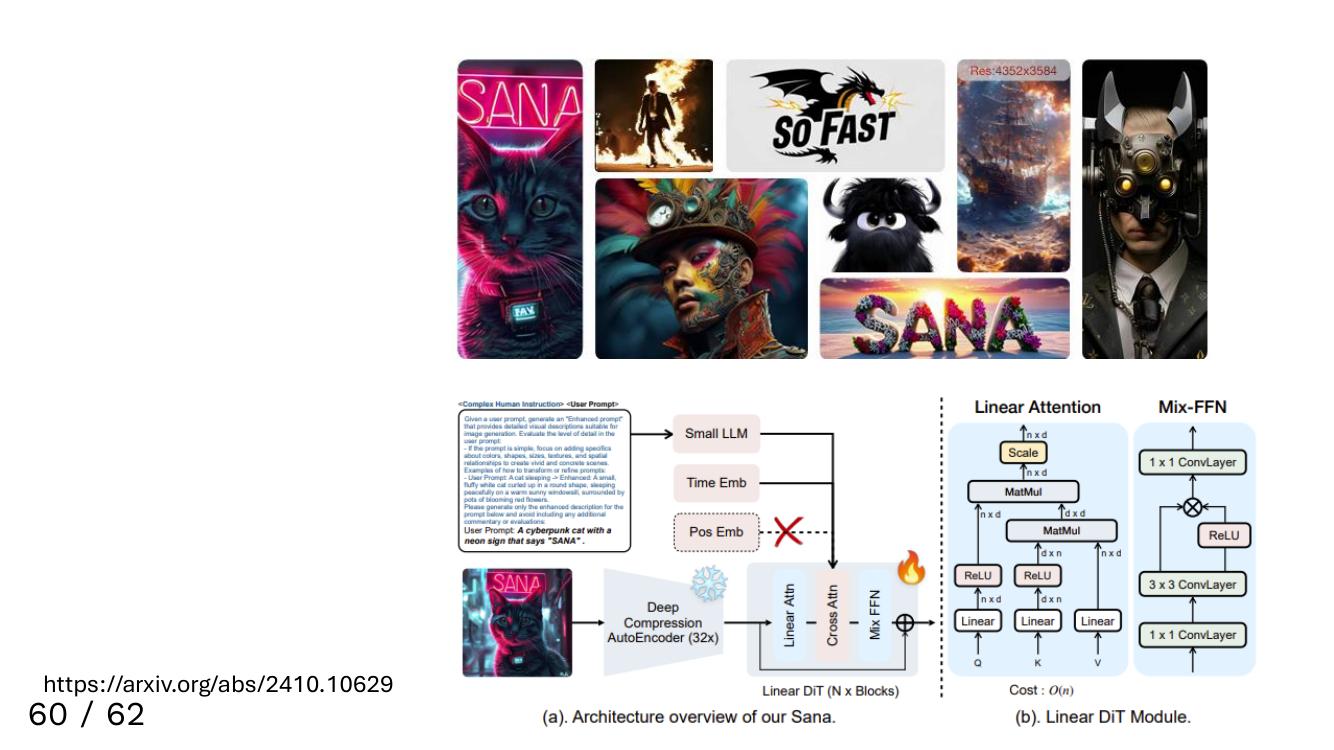 SANA
Res:4352x3584
SO FAST
SANA
<Complex Human Instruction> <User Prompt>
Given a user prompt, generate an "Enhanced prompt"
that provides detailed visual descriptions suitable for
image generation. Evaluate the level of detail in the
user prompt:
- If the prompt is simple, focus on adding specifics
about colors, shapes, sizes, textures, and spatial
relationships to create vivid and concrete scenes.
Examples of how to transform or refine prompts:
- User Prompt: A cat sleeping -> Enhanced: A small,
fluffy white cat curled up in a round shape, sleeping
peacefully on a warm sunny windowsill, surrounded by
pots of blooming red flowers.
Please generate only the enhanced description for the
prompt below and avoid including any additional
commentary or evaluations:
User Prompt: A cyberpunk cat with a
neon sign that says "SANA" .
Small LLM
Time Emb
Pos Emb
SANA
Deep
Compression
AutoEncoder (32x)
Linear Attn
Cross Attn
Mix FFN
Linear DiT (N x Blocks)
(a). Architecture overview of our Sana.
Linear Attention
n x d
Scale
n x d
MatMul
n x d
d x d
MatMul
d x n
n x d
ReLU
ReLU
n x d
d x n
Linear
Linear
Linear
Q
K
V
Cost : O(n)
Mix-FFN
1 x 1 ConvLayer
ReLU
3 x 3 ConvLayer
1 x 1 ConvLayer
(b). Linear DiT Module.
https://arxiv.org/abs/2410.10629
60 / 62